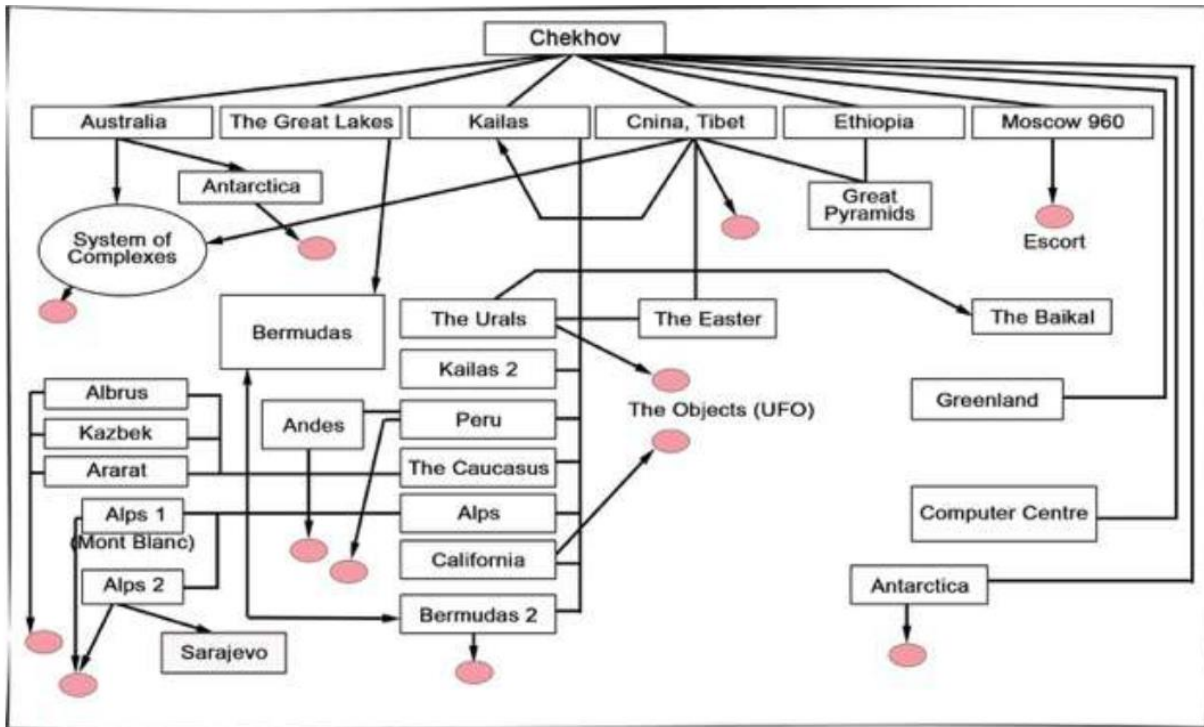 Chekhov
Australia
The Great Lakes
Kailas
Cnina, Tibet
Ethiopia
Moscow 960
Antarctica
Great
Pyramids
System of
Complexes
Escort
Bermudas
The Urals
The Easter
The Baikal
Kailas 2
Albrus
Andes
Peru
The Objects (UFO)
Greenland
Kazbek
Ararat
The Caucasus
Alps 1
(Mont Blanc)
Alps
Computer Centre
California
Alps 2
Antarctica
Bermudas 2
Sarajevo